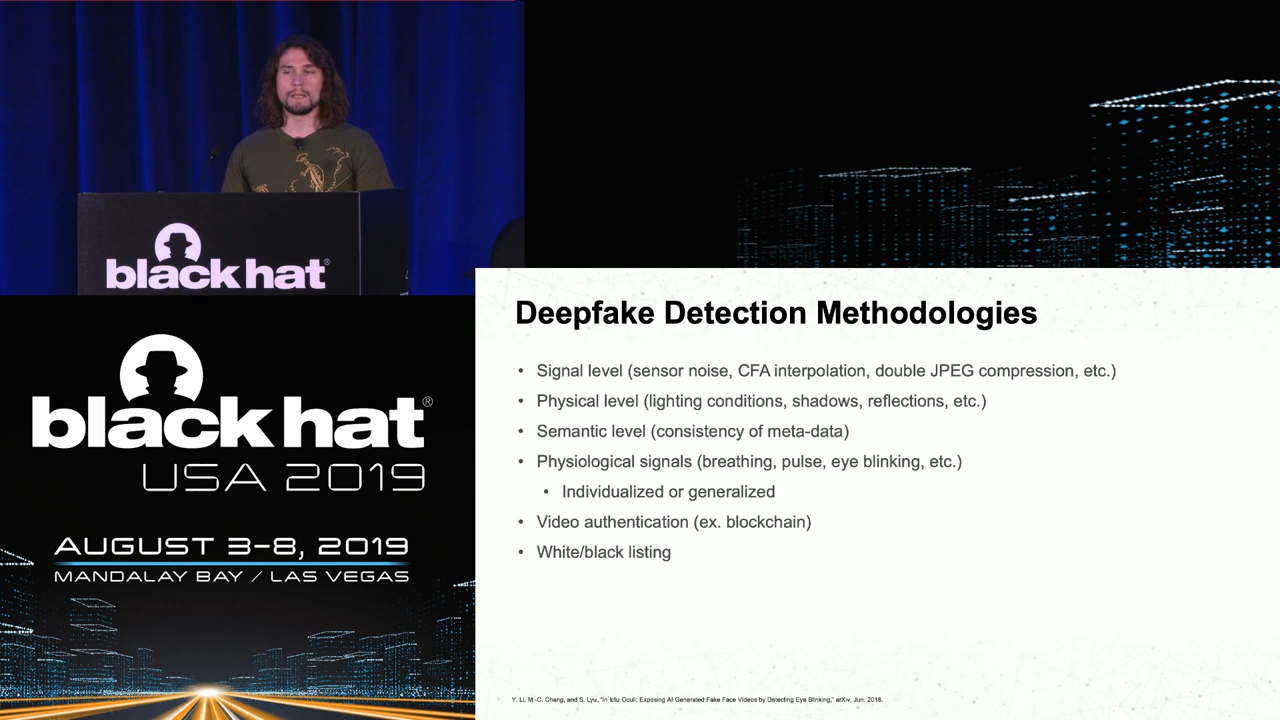 black hat®
black hat®
USA 2019
AUGUST 3-8, 2019
MANDALAY BAY / LAS VEGAS
Deepfake Detection Methodologies
• Signal level (sensor noise, CFA interpolation, double JPEG compression, etc.)
• Physical level (lighting conditions, shadows, reflections, etc.)
• Semantic level (consistency of meta-data)
• Physiological signals (breathing, pulse, eye blinking, etc.)
• Individualized or generalized
• Video authentication (ex. blockchain)
• White/black listing
Y. Li, M.-C. Chang, and S. Lyu, "In Ictu Oculi: Exposing AI Generated Fake Face Videos by Detecting Eye Blinking," arXiv, Jun. 2018.